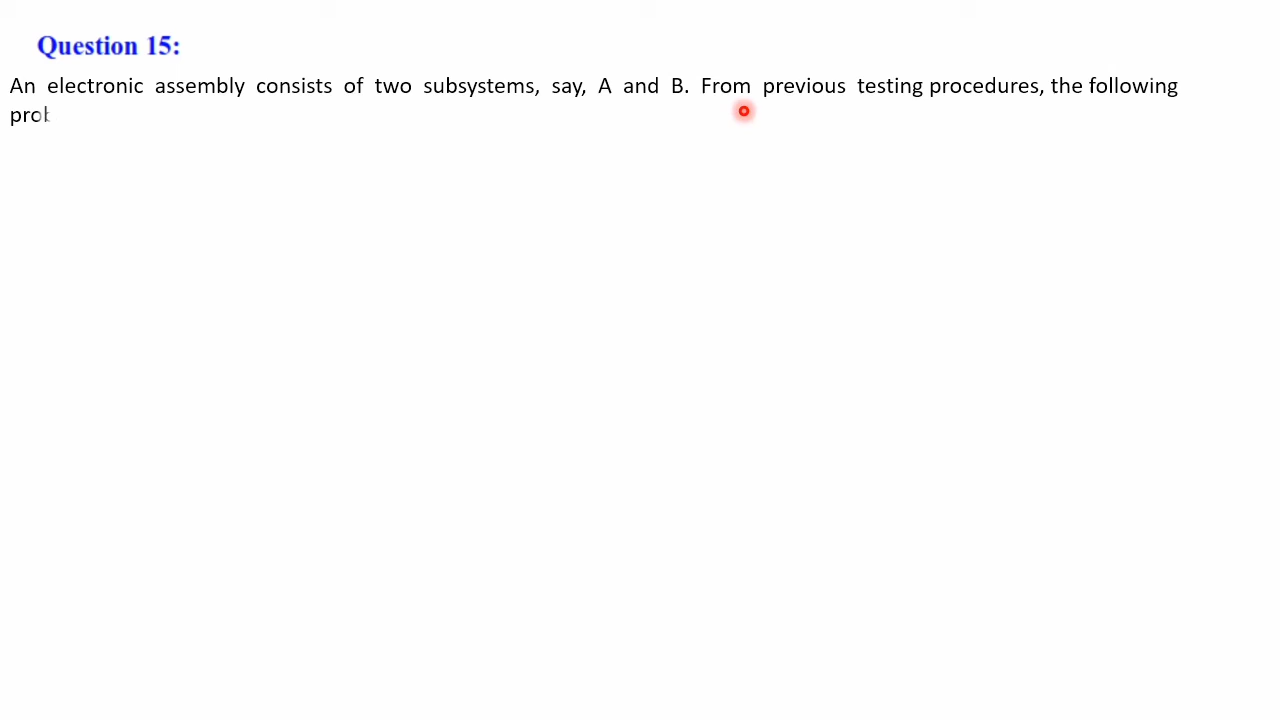 Question 15:
An electronic assembly consists of two subsystems, say, A and B. From previous testing procedures, the following